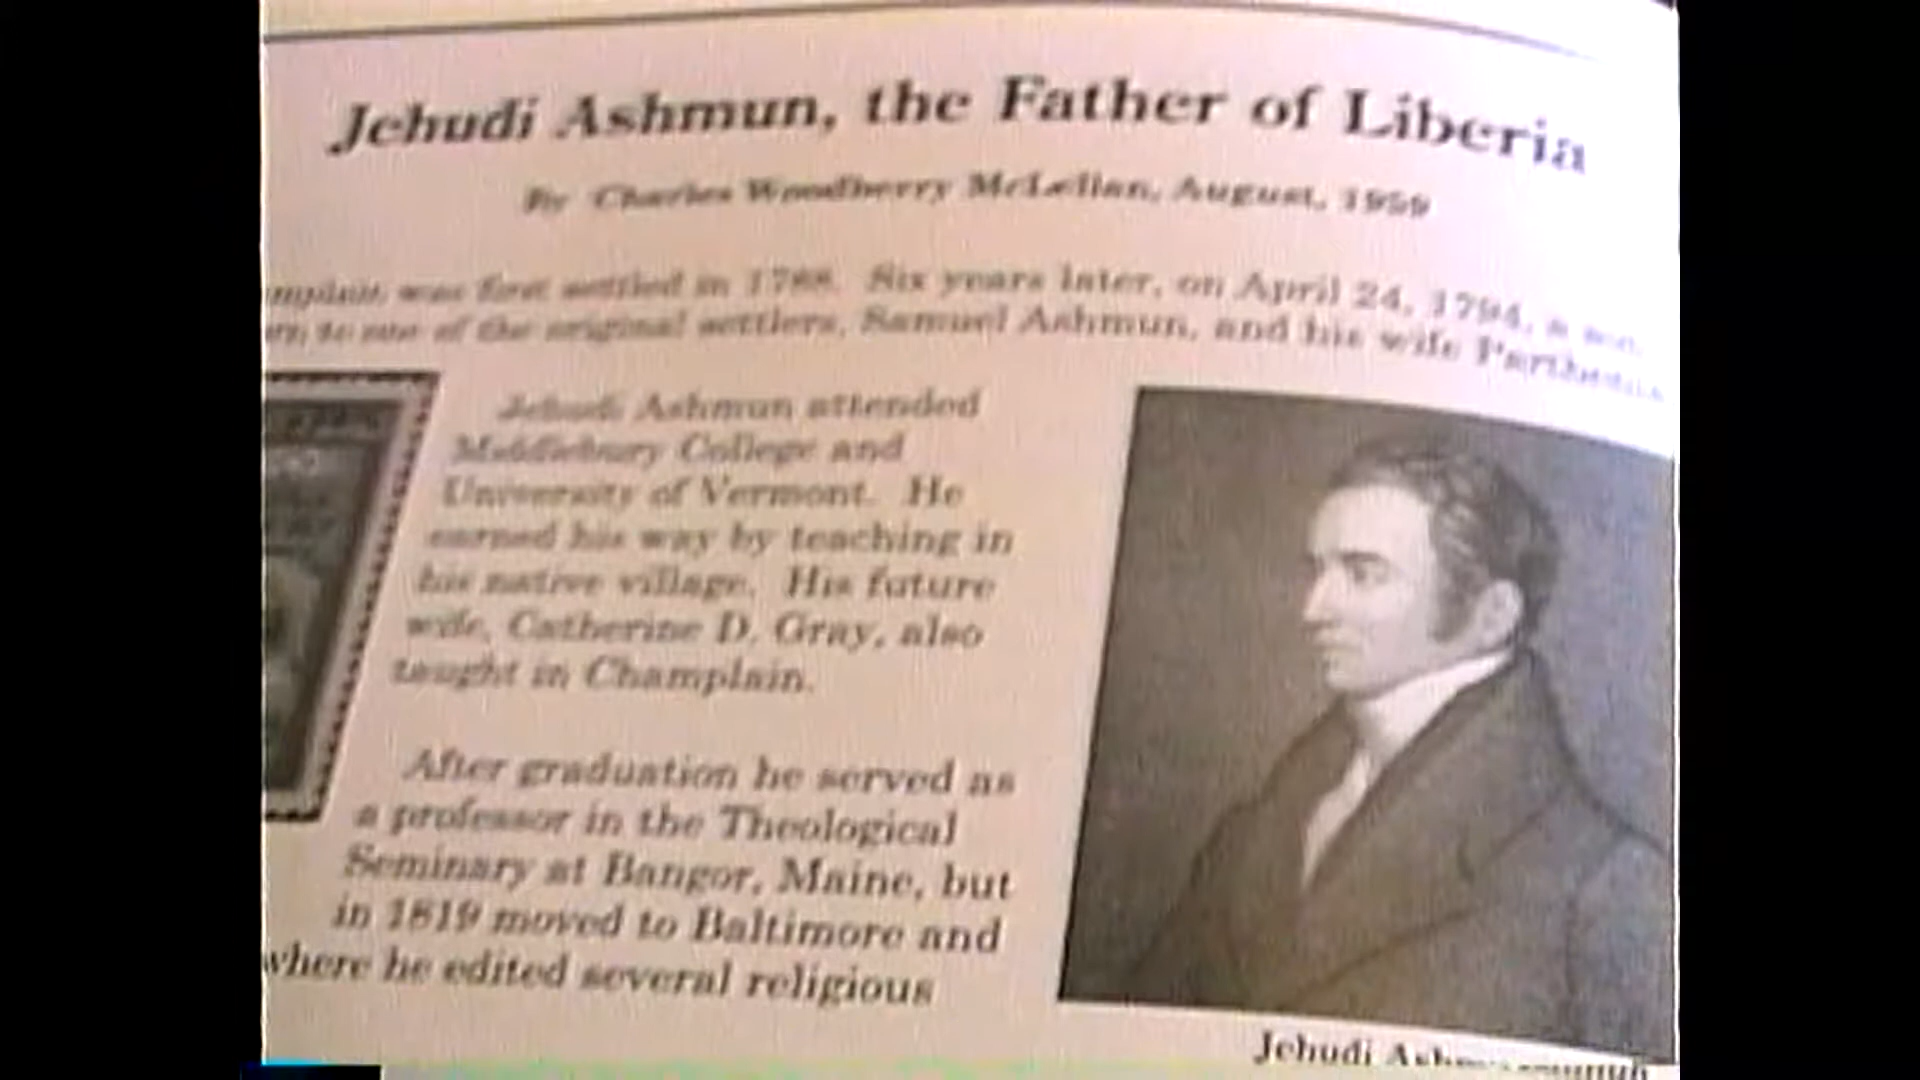 Jehudi Ashmun, the Father of Liberia
By Charles Woodberry McLellan, August, 1959
was first settled in 1788. Six years later, on April 24, 1794, a son,
to one of the original settlers, Samuel Ashmun, and his wife
Jehudi Ashmun attended
Middlebury College and
University of Vermont. He
earned his way by teaching in
his native village. His future
wife, Catherine D. Gray, also
taught in Champlain.
After graduation he served as
a professor in the Theological
Seminary at Bangor, Maine, but
in 1819 moved to Baltimore and
where he edited several religious
Jehudi